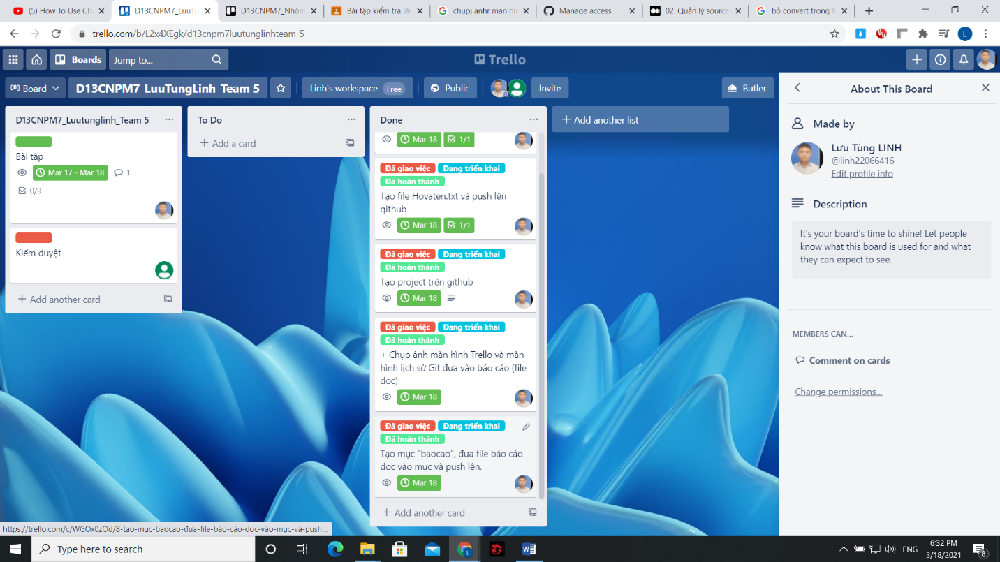 (5) How To Use Che
D13CNPM7_LuuTu
D13CNPM7_Nhóm
Bài tập kiểm tra lấy
chupj anhr man hin
Manage access
02. Quản lý source
bỏ convert trong t
trello.com/b/L2x4XEgk/d13cnpm7luutunglinhteam-5
L
Boards
Jump to...
Trello
Board
D13CNPM7_LuuTungLinh_Team 5
Linh's workspace Free
Public
Invite
Butler
D13CNPM7_Luutunglinh_Team 5
Bài tập
Mar 17 - Mar 18
1
0/9
Kiểm duyệt
+ Add another card
To Do
+ Add a card
Done
Mar 18
1/1
Đã giao việc Đang triển khai
Đã hoàn thành
Tạo file Hovaten.txt và push lên
github
Mar 18
1/1
Đã giao việc Đang triển khai
Đã hoàn thành
Tạo project trên github
Mar 18
Đã giao việc Đang triển khai
Đã hoàn thành
+ Chụp ảnh màn hình Trello và màn
hình lịch sử Git đưa vào báo cáo (file
doc)
Mar 18
Đã giao việc Đang triển khai
Đã hoàn thành
Tạo mục "baocao", đưa file báo cáo
doc vào mục và push lên.
Mar 18
+ Add another card
+ Add another list
About This Board
Made by
Lưu Tùng LINH
@linh22066416
Edit profile info
Description
It's your board's time to shine! Let people
know what this board is used for and what
they can expect to see.
MEMBERS CAN...
Comment on cards
Change permissions...
https://trello.com/c/WGOx0zOd/8-tạo-mục-baocao-đưa-file-báo-cáo-doc-vào-mục-và-push...
Type here to search
ENG
6:32 PM
3/18/2021
8